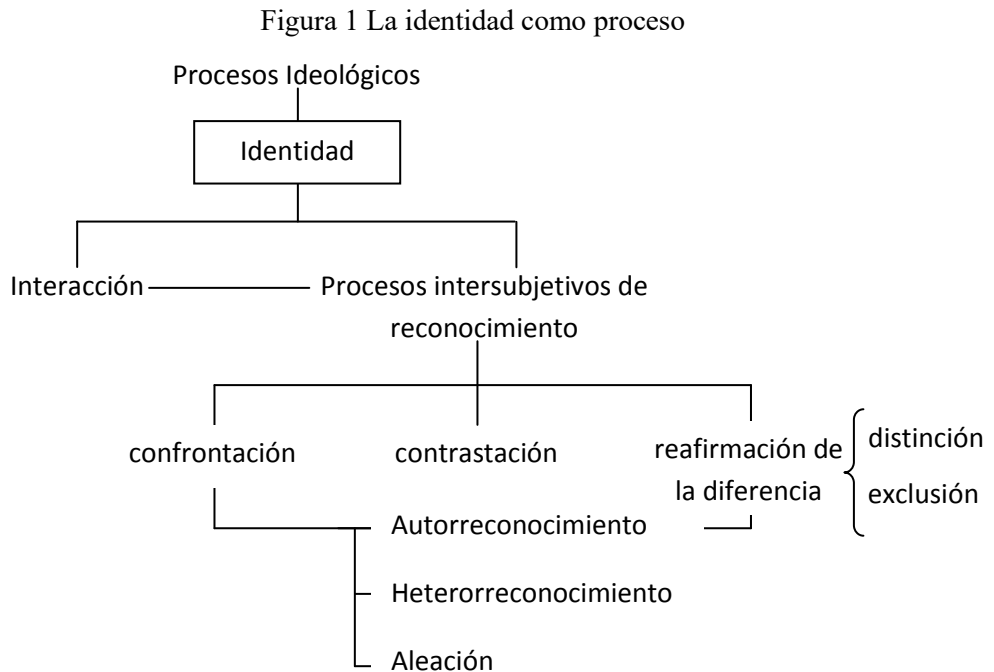 Figura 1 La identidad como proceso
Procesos Ideológicos
Identidad
Interacción
Procesos intersubjetivos de
reconocimiento
confrontación
contrastación
reafirmación de
la diferencia
distinción
exclusión
Autorreconocimiento
Heterorreconocimiento
Aleación